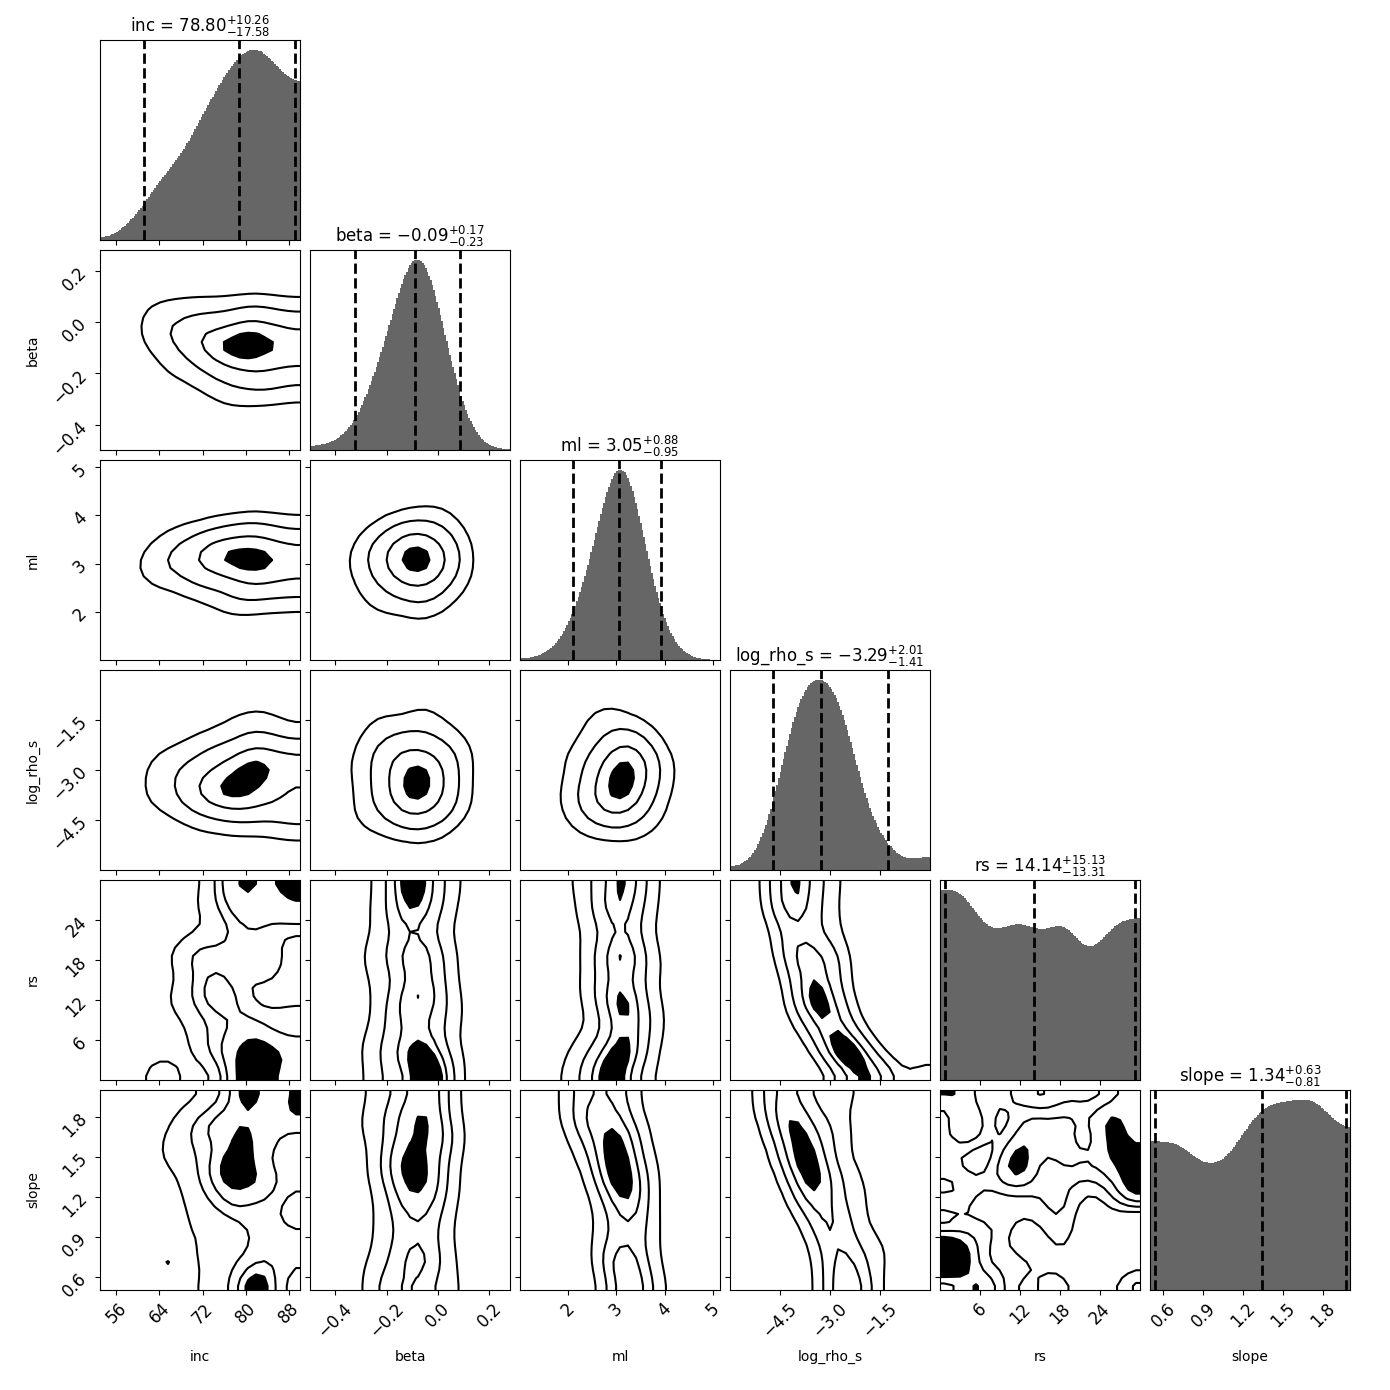 inc = 78.80+10.26−17.58
beta = −0.09+0.17−0.23
0.2
0.0
−0.2
−0.4
beta
ml = 3.05+0.88−0.95
5
4
3
2
ml
log_rho_s = −3.29+2.01−1.41
−1.5
−3.0
−4.5
log_rho_s
rs = 14.14+15.13−13.31
24
18
12
6
rs
slope = 1.34+0.63−0.81
1.8
1.5
1.2
0.9
0.6
slope
56 64 72 80 88 −0.4 −0.2 0.0 0.2 2 3 4 5 −4.5 −3.0 −1.5 6 12 18 24 0.6 0.9 1.2 1.5 1.8
inc beta ml log_rho_s rs slope